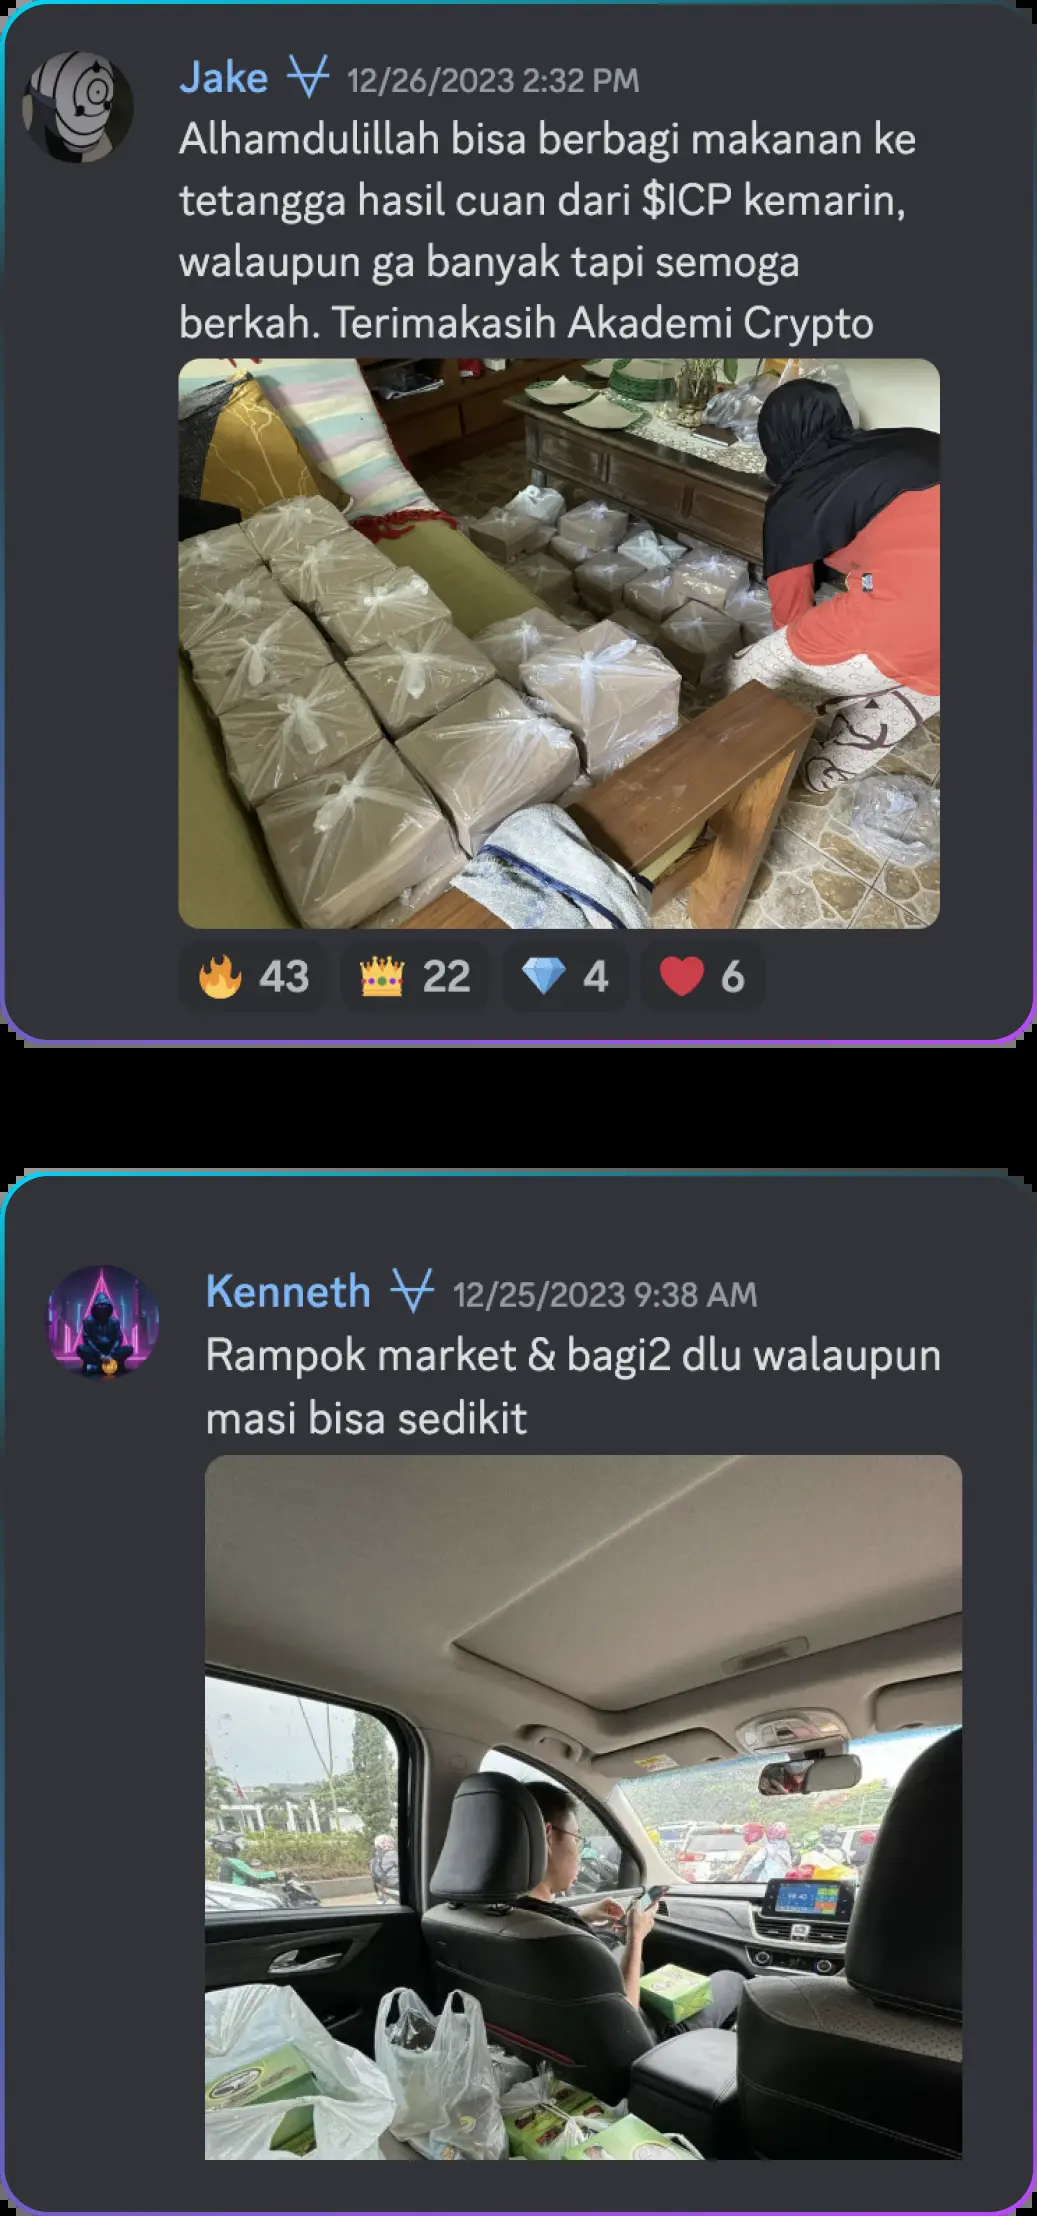 Jake 12/26/2023 2:32 PM
Alhamdulillah bisa berbagi makanan ke
tetangga hasil cuan dari $ICP kemarin,
walaupun ga banyak tapi semoga
berkah. Terimakasih Akademi Crypto
43 22 4 6
Kenneth 12/25/2023 9:38 AM
Rampok market & bagi2 dlu walaupun
masi bisa sedikit